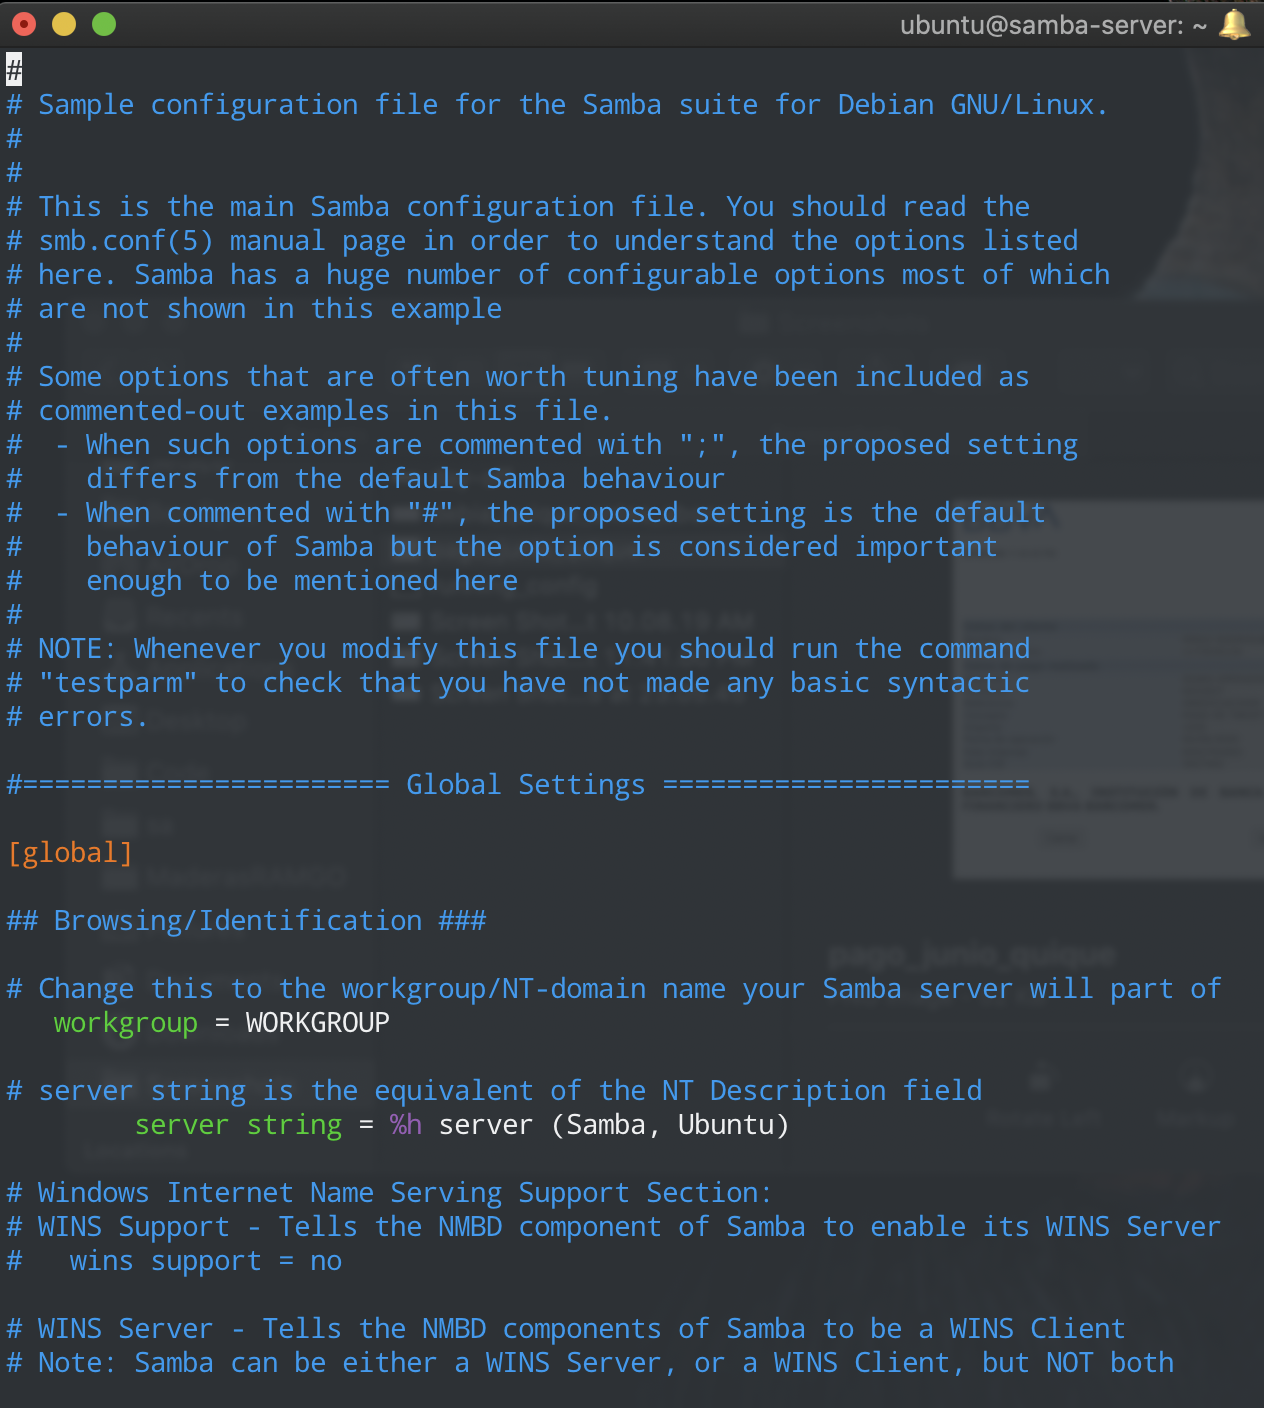 ubuntu@samba-server: ~ 🔔
#
# Sample configuration file for the Samba suite for Debian GNU/Linux.
#
#
# This is the main Samba configuration file. You should read the
# smb.conf(5) manual page in order to understand the options listed
# here. Samba has a huge number of configurable options most of which
# are not shown in this example
#
# Some options that are often worth tuning have been included as
# commented-out examples in this file.
#  - When such options are commented with ";", the proposed setting
#    differs from the default Samba behaviour
#  - When commented with "#", the proposed setting is the default
#    behaviour of Samba but the option is considered important
#    enough to be mentioned here
#
# NOTE: Whenever you modify this file you should run the command
# "testparm" to check that you have not made any basic syntactic
# errors.
#======================= Global Settings =======================
[global]
## Browsing/Identification ###
# Change this to the workgroup/NT-domain name your Samba server will part of
   workgroup = WORKGROUP
# server string is the equivalent of the NT Description field
        server string = %h server (Samba, Ubuntu)
# Windows Internet Name Serving Support Section:
# WINS Support - Tells the NMBD component of Samba to enable its WINS Server
#   wins support = no
# WINS Server - Tells the NMBD components of Samba to be a WINS Client
# Note: Samba can be either a WINS Server, or a WINS Client, but NOT both
pago_junio_quique